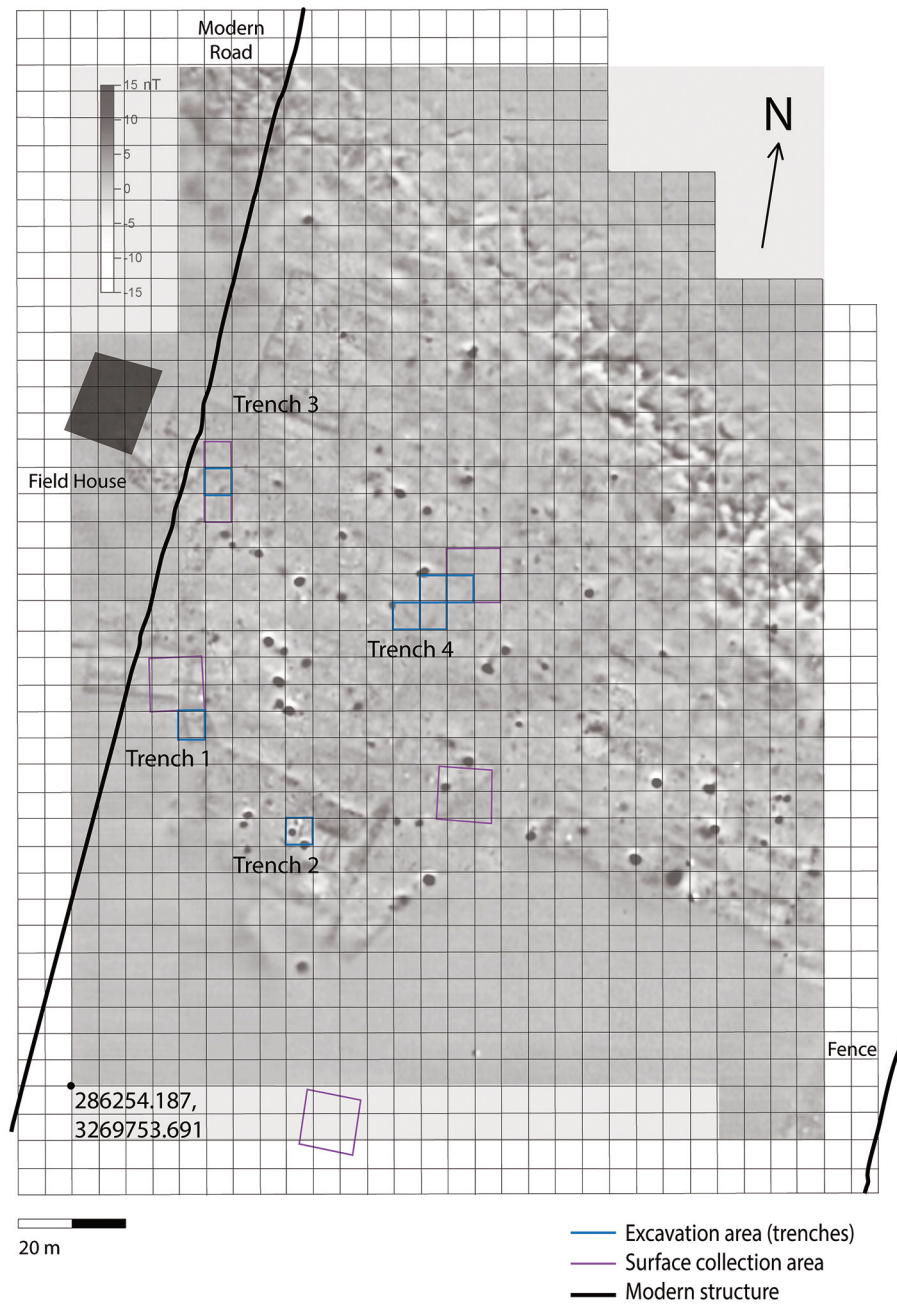 Modern
Road
15 nT
10
5
0
-5
-10
-15
N
Trench 3
Field House
Trench 4
Trench 1
Trench 2
Fence
286254.187,
3269753.691
20 m
Excavation area (trenches)
Surface collection area
Modern structure